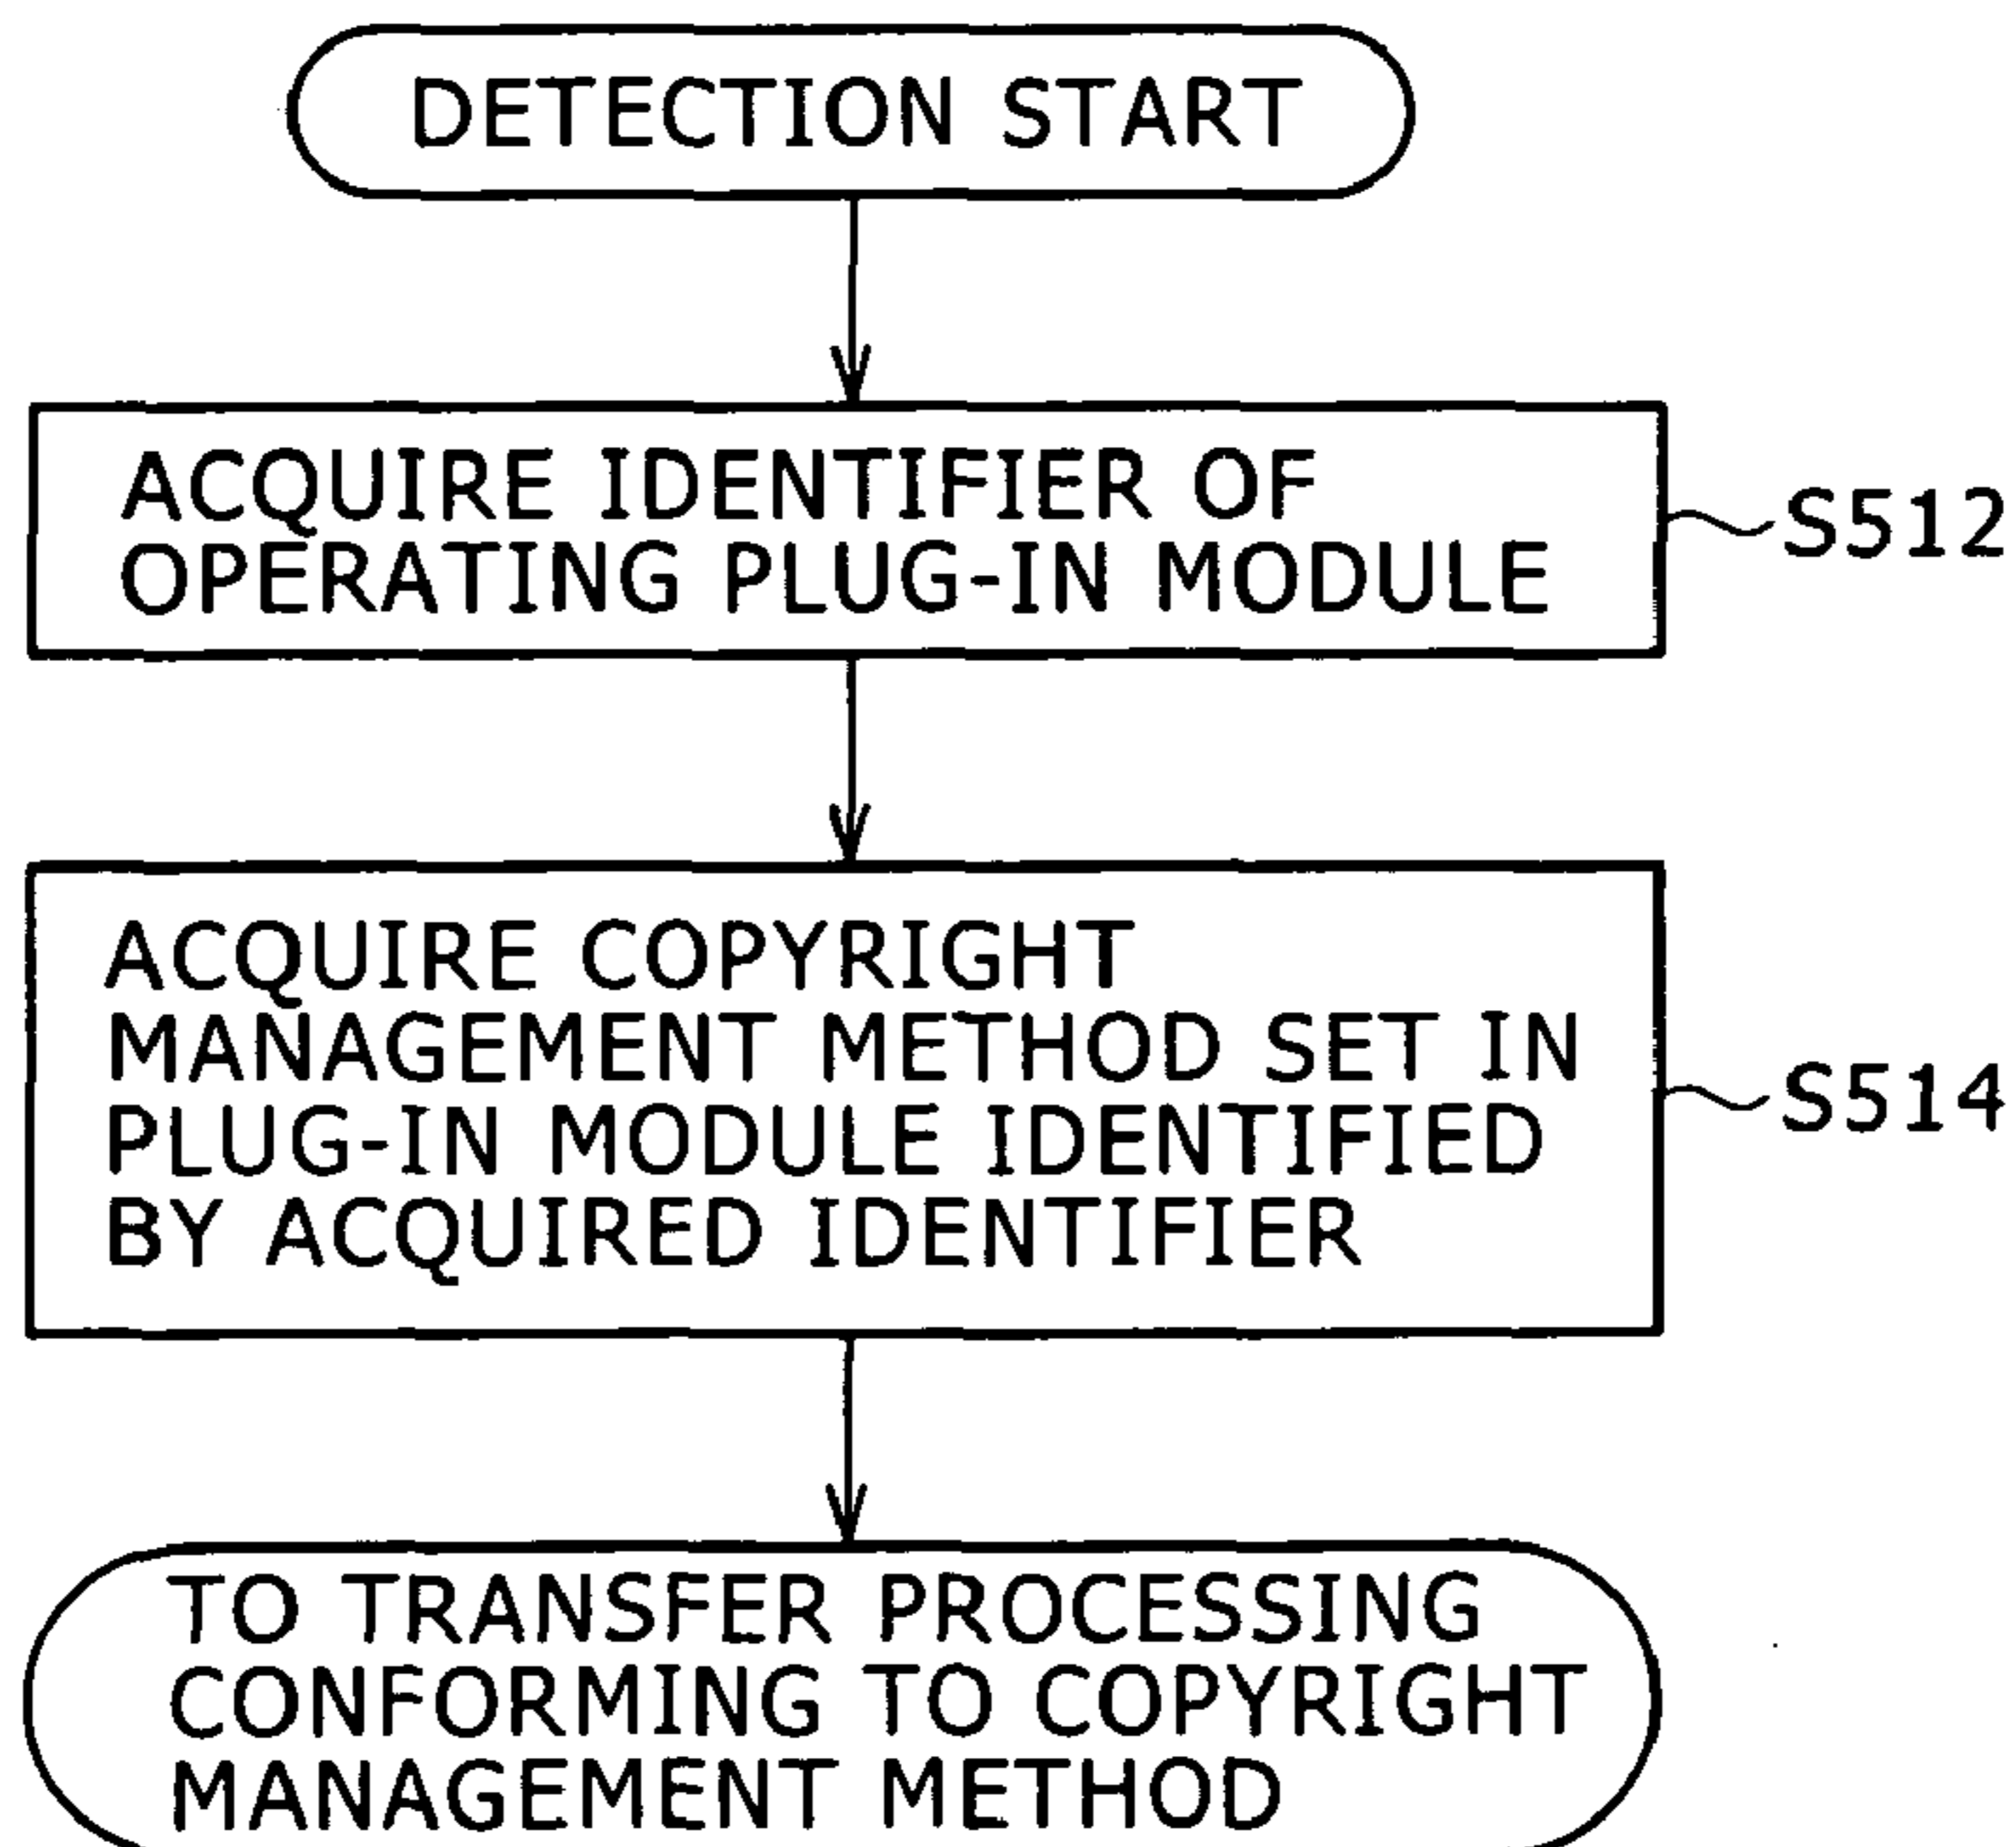 DETECTION START
ACQUIRE IDENTIFIER OF
OPERATING PLUG-IN MODULE
S512
ACQUIRE COPYRIGHT
MANAGEMENT METHOD SET IN
PLUG-IN MODULE IDENTIFIED
BY ACQUIRED IDENTIFIER
S514
TO TRANSFER PROCESSING
CONFORMING TO COPYRIGHT
MANAGEMENT METHOD